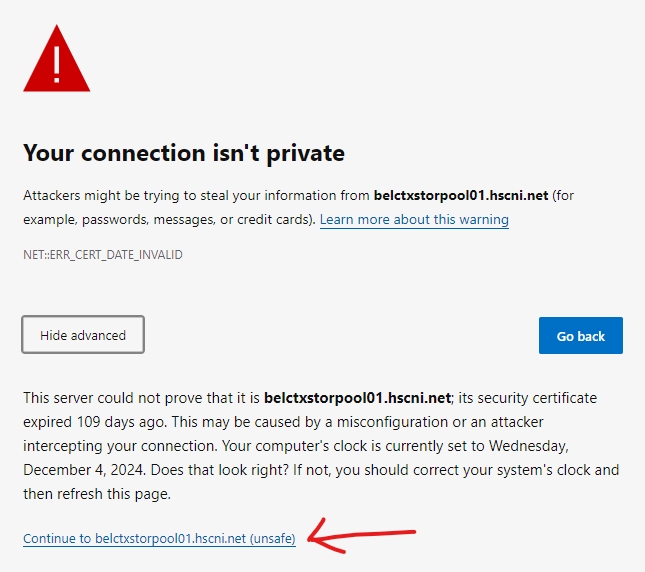 !
Your connection isn't private
Attackers might be trying to steal your information from belctxstorpool01.hscni.net (for
example, passwords, messages, or credit cards). Learn more about this warning
NET::ERR_CERT_DATE_INVALID
Hide advanced
Go back
This server could not prove that it is belctxstorpool01.hscni.net; its security certificate
expired 109 days ago. This may be caused by a misconfiguration or an attacker
intercepting your connection. Your computer's clock is currently set to Wednesday,
December 4, 2024. Does that look right? If not, you should correct your system's clock and
then refresh this page.
Continue to belctxstorpool01.hscni.net (unsafe)